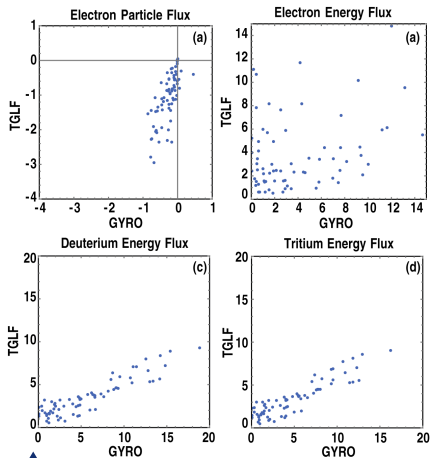 Electron Particle Flux
(a)
TGLF
1
0
-1
-2
-3
-4
-4 -3 -2 -1 0 1
GYRO
Electron Energy Flux
(a)
TGLF
14
12
10
8
6
4
2
0
0 2 4 6 8 10 12 14
GYRO
Deuterium Energy Flux
(c)
TGLF
20
15
10
5
0
0 5 10 15 20
GYRO
Tritium Energy Flux
(d)
TGLF
20
15
10
5
0
0 5 10 15 20
GYRO